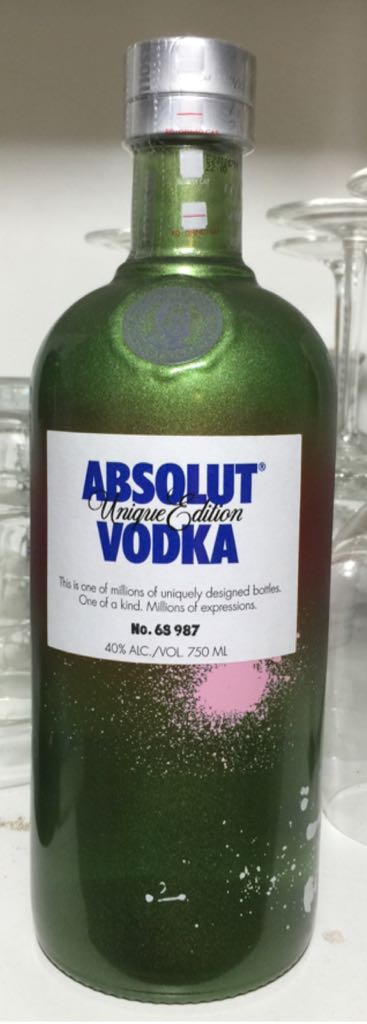 ABSOLUT®
Unique Edition
VODKA
This is one of millions of uniquely designed bottles.
One of a kind. Millions of expressions.
No. 68 987
40% ALC./VOL. 750 ML